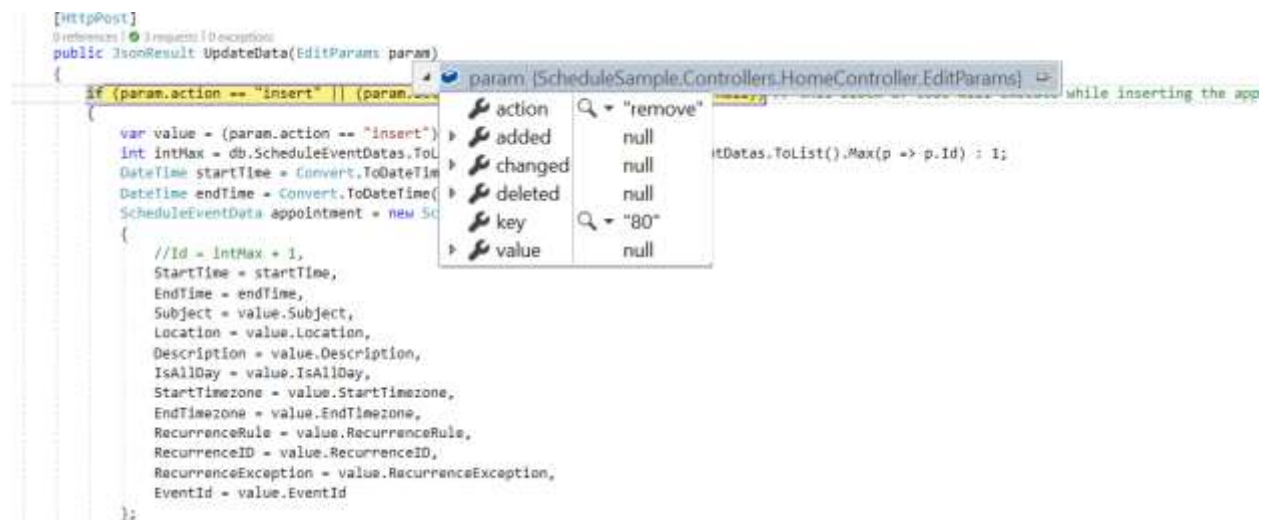 [HttpPost]
0 references | 3 requests | 0 exceptions
public JsonResult UpdateData(EditParams param)
{
param {ScheduleSample.Controllers.HomeController.EditParams}
if (param.action == "insert" || (param. while inserting the app
action "remove"
{
added null
var value = (param.action == "insert")
changed null
int intMax = db.ScheduleEventDatas.ToL ntDatas.ToList().Max(p => p.Id) : 1;
DateTime startTime = Convert.ToDateTim
deleted null
DateTime endTime = Convert.ToDateTime(
key "80"
ScheduleEventData appointment = new Sc
value null
{
//Id = intMax + 1,
StartTime = startTime,
EndTime = endTime,
Subject = value.Subject,
Location = value.Location,
Description = value.Description,
IsAllDay = value.IsAllDay,
StartTimezone = value.StartTimezone,
EndTimezone = value.EndTimezone,
RecurrenceRule = value.RecurrenceRule,
RecurrenceID = value.RecurrenceID,
RecurrenceException = value.RecurrenceException,
EventId = value.EventId
};